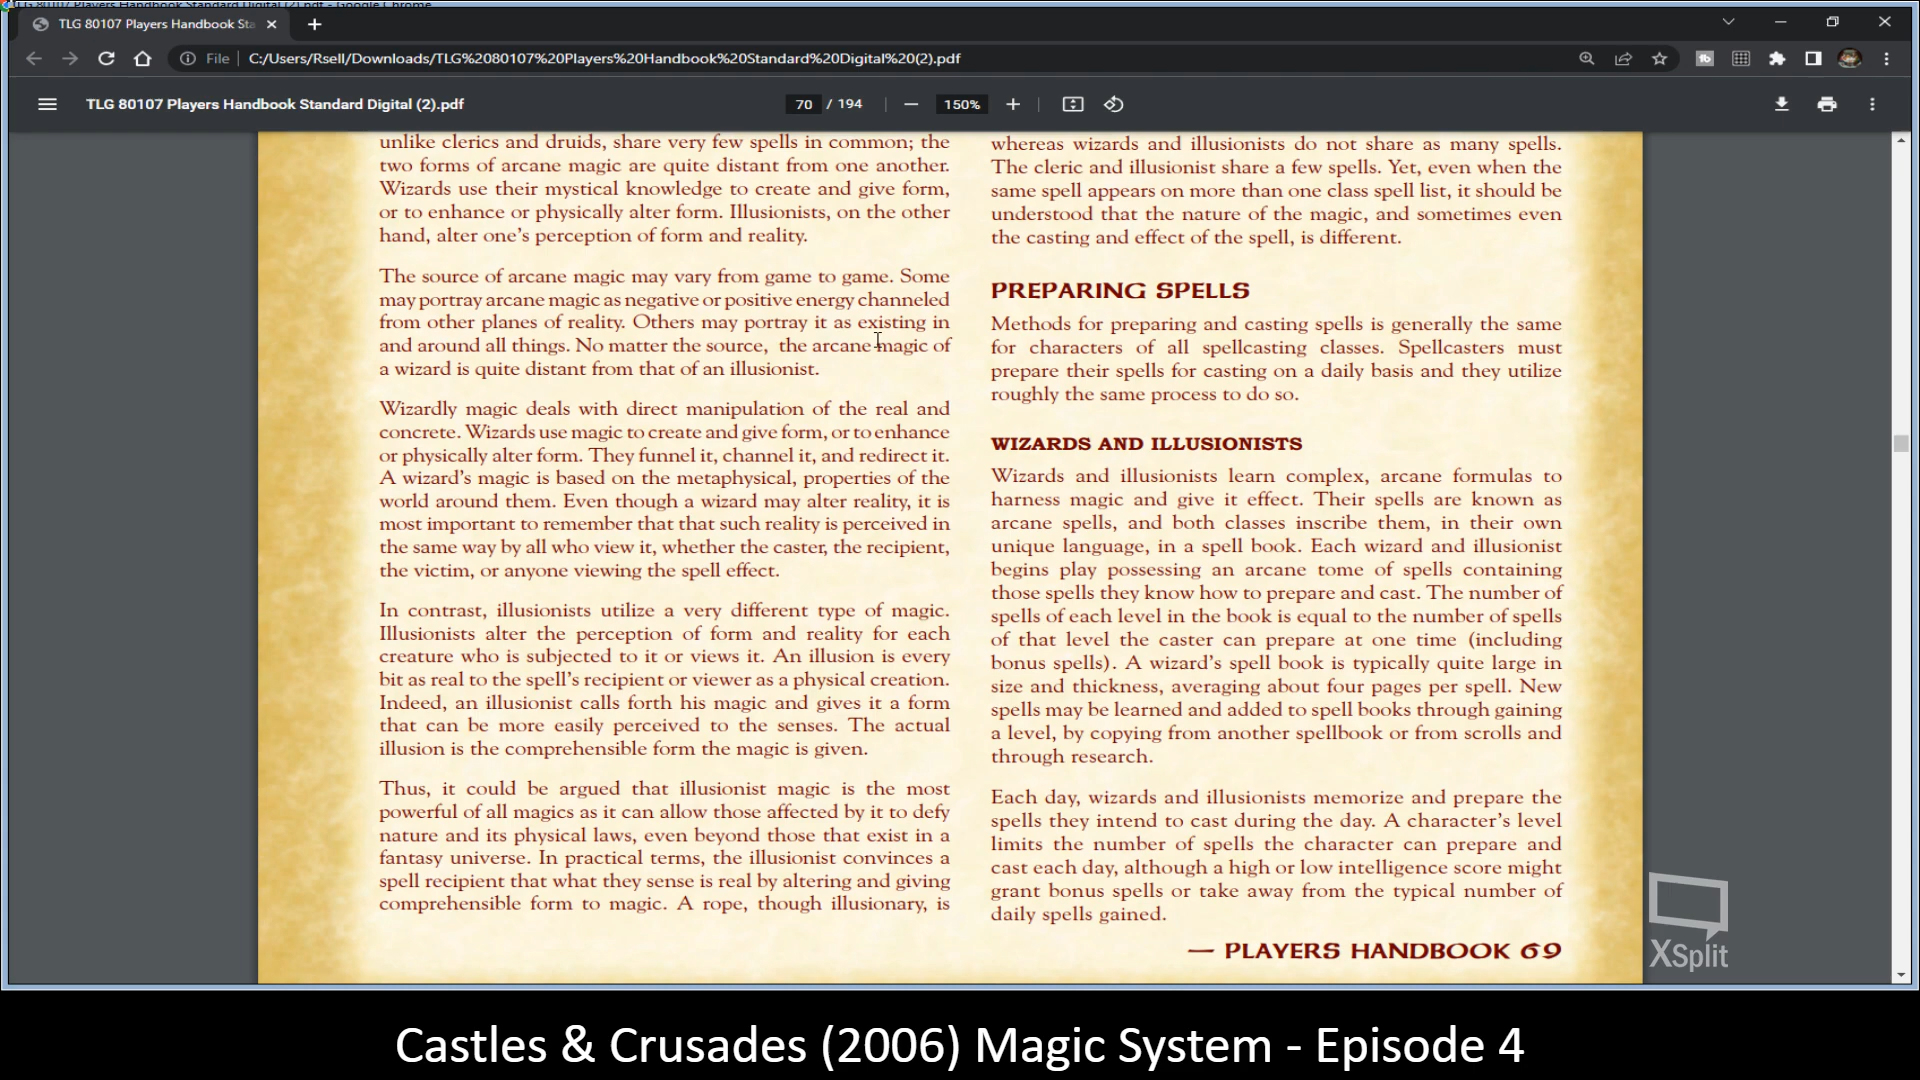 TLG 80107 Players Handbook Standard Digital (2).pdf - Google Chrome
TLG 80107 Players Handbook Sta
File
C:/Users/Rsell/Downloads/TLG%2080107%20Players%20Handbook%20Standard%20Digital%20(2).pdf
TLG 80107 Players Handbook Standard Digital (2).pdf
70 / 194
150%
unlike clerics and druids, share very few spells in common; the
two forms of arcane magic are quite distant from one another.
Wizards use their mystical knowledge to create and give form,
or to enhance or physically alter form. Illusionists, on the other
hand, alter one's perception of form and reality.
The source of arcane magic may vary from game to game. Some
may portray arcane magic as negative or positive energy channeled
from other planes of reality. Others may portray it as existing in
and around all things. No matter the source, the arcane magic of
a wizard is quite distant from that of an illusionist.
Wizardly magic deals with direct manipulation of the real and
concrete. Wizards use magic to create and give form, or to enhance
or physically alter form. They funnel it, channel it, and redirect it.
A wizard's magic is based on the metaphysical, properties of the
world around them. Even though a wizard may alter reality, it is
most important to remember that that such reality is perceived in
the same way by all who view it, whether the caster, the recipient,
the victim, or anyone viewing the spell effect.
In contrast, illusionists utilize a very different type of magic.
Illusionists alter the perception of form and reality for each
creature who is subjected to it or views it. An illusion is every
bit as real to the spell's recipient or viewer as a physical creation.
Indeed, an illusionist calls forth his magic and gives it a form
that can be more easily perceived to the senses. The actual
illusion is the comprehensible form the magic is given.
Thus, it could be argued that illusionist magic is the most
powerful of all magics as it can allow those affected by it to defy
nature and its physical laws, even beyond those that exist in a
fantasy universe. In practical terms, the illusionist convinces a
spell recipient that what they sense is real by altering and giving
comprehensible form to magic. A rope, though illusionary, is
whereas wizards and illusionists do not share as many spells.
The cleric and illusionist share a few spells. Yet, even when the
same spell appears on more than one class spell list, it should be
understood that the nature of the magic, and sometimes even
the casting and effect of the spell, is different.
PREPARING SPELLS
Methods for preparing and casting spells is generally the same
for characters of all spellcasting classes. Spellcasters must
prepare their spells for casting on a daily basis and they utilize
roughly the same process to do so.
WIZARDS AND ILLUSIONISTS
Wizards and illusionists learn complex, arcane formulas to
harness magic and give it effect. Their spells are known as
arcane spells, and both classes inscribe them, in their own
unique language, in a spell book. Each wizard and illusionist
begins play possessing an arcane tome of spells containing
those spells they know how to prepare and cast. The number of
spells of each level in the book is equal to the number of spells
of that level the caster can prepare at one time (including
bonus spells). A wizard's spell book is typically quite large in
size and thickness, averaging about four pages per spell. New
spells may be learned and added to spell books through gaining
a level, by copying from another spellbook or from scrolls and
through research.
Each day, wizards and illusionists memorize and prepare the
spells they intend to cast during the day. A character's level
limits the number of spells the character can prepare and
cast each day, although a high or low intelligence score might
grant bonus spells or take away from the typical number of
daily spells gained.
— PLAYERS HANDBOOK 69
XSplit
Castles & Crusades (2006) Magic System - Episode 4